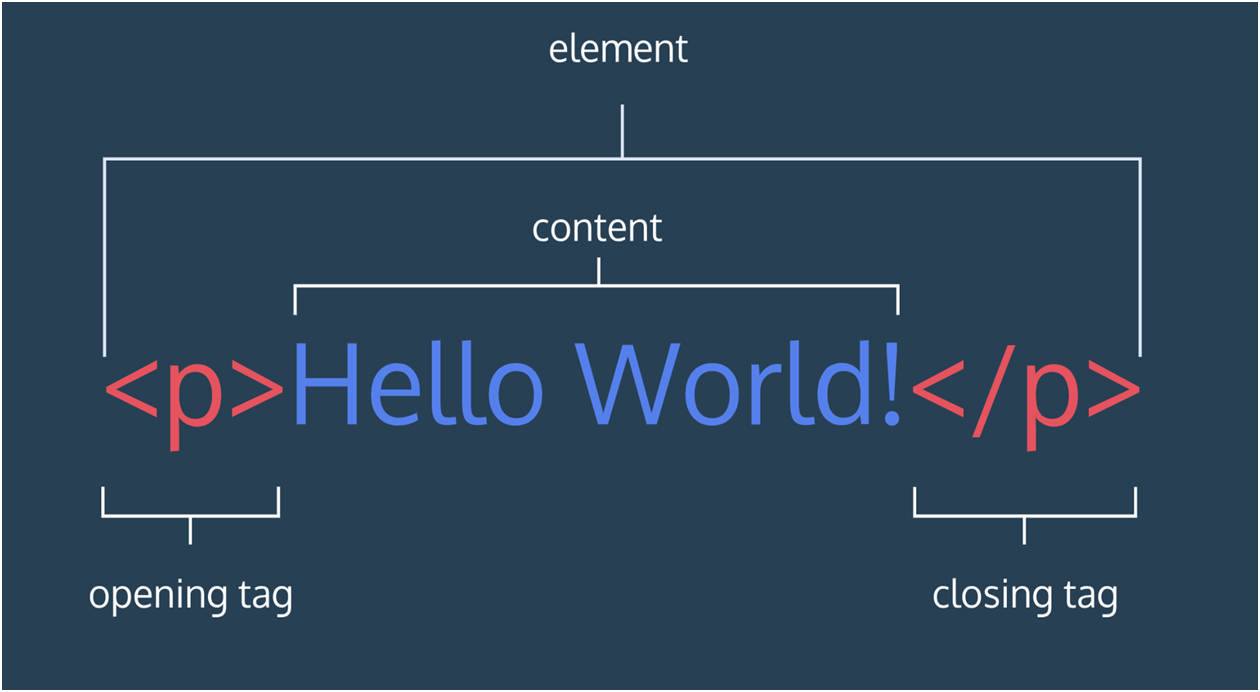 element
content
<p>Hello World!</p>
opening tag
closing tag